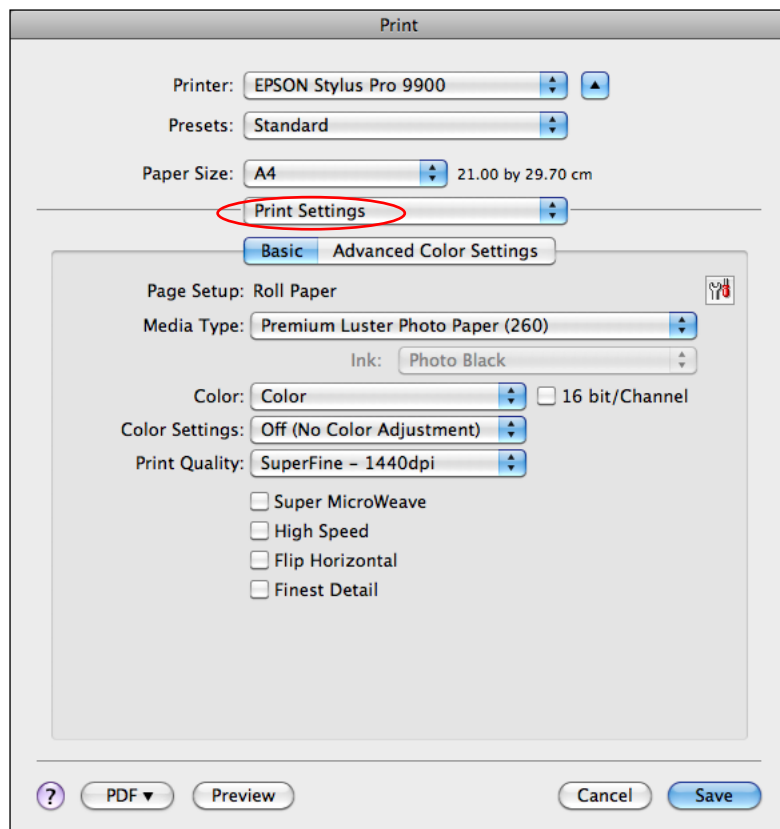 Print
Printer: EPSON Stylus Pro 9900
Presets: Standard
Paper Size: A4 21.00 by 29.70 cm
Print Settings
Basic Advanced Color Settings
Page Setup: Roll Paper
Media Type: Premium Luster Photo Paper (260)
Ink: Photo Black
Color: Color 16 bit/Channel
Color Settings: Off (No Color Adjustment)
Print Quality: SuperFine – 1440dpi
Super MicroWeave
High Speed
Flip Horizontal
Finest Detail
? PDF ▼ Preview Cancel Save